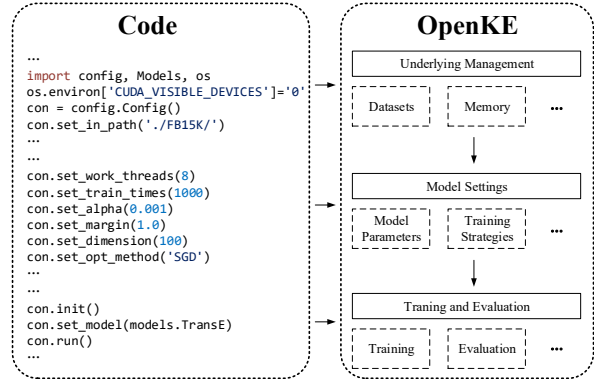 Code
...
import config, Models, os
os.environ['CUDA_VISIBLE_DEVICES']='0'
con = config.Config()
con.set_in_path('./FB15K/')
...
...
con.set_work_threads(8)
con.set_train_times(1000)
con.set_alpha(0.001)
con.set_margin(1.0)
con.set_dimension(100)
con.set_opt_method('SGD')
...
...
con.init()
con.set_model(models.TransE)
con.run()
...
OpenKE
Underlying Management
Datasets
Memory
...
Model Settings
Model
Parameters
Training
Strategies
...
Traning and Evaluation
Training
Evaluation
...